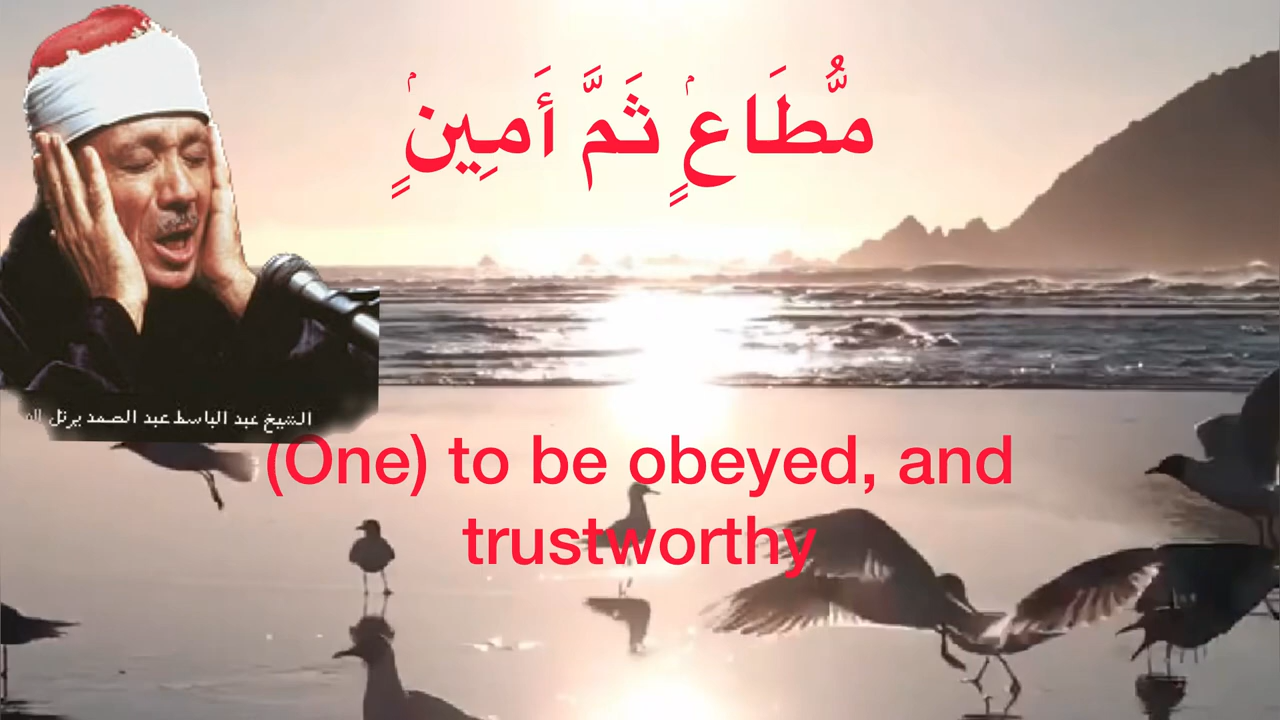 مُّطَاعٍۢ ثَمَّ أَمِينٍۢ
الشيخ عبد الباسط عبد الصمد يرتل
(One) to be obeyed, and
trustworthy